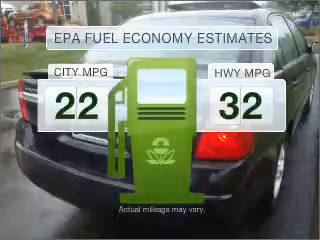 EPA FUEL ECONOMY ESTIMATES
CITY MPG
HWY MPG
22
32
Actual mileage may vary.